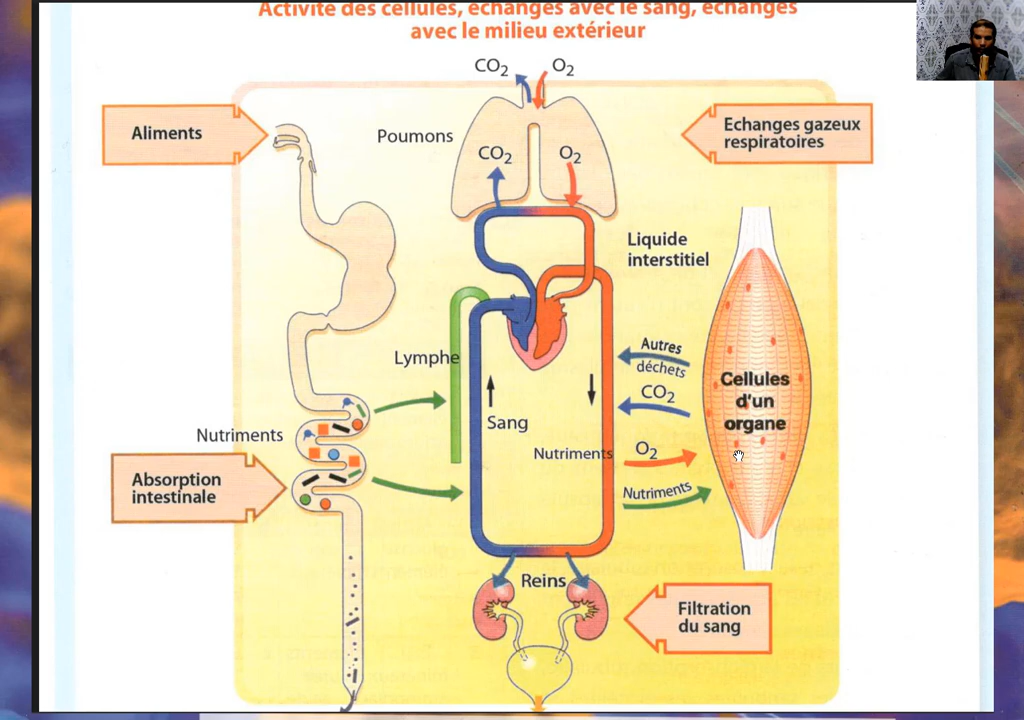 Activité des cellules, échanges avec le sang, échanges
avec le milieu extérieur
CO2
O2
Aliments
Poumons
Echanges gazeux
respiratoires
CO2
O2
Liquide
interstitiel
Lymphe
Autres
déchets
Cellules
d'un
organe
CO2
Sang
Nutriments
Nutriments
O2
Absorption
intestinale
Nutriments
Reins
Filtration
du sang